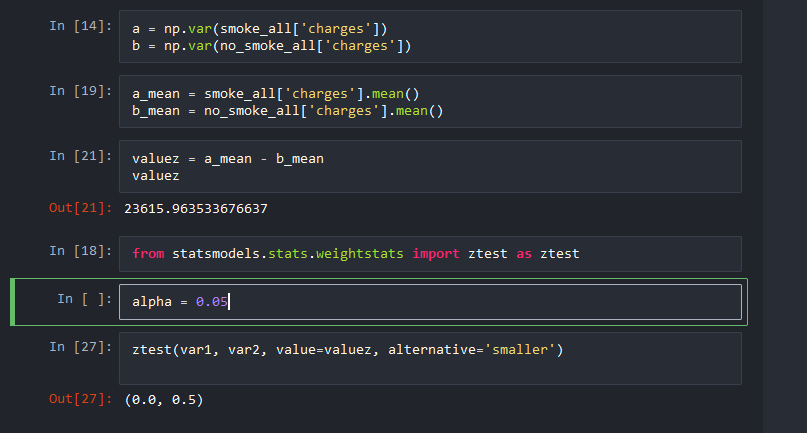 In [14]: a = np.var(smoke_all['charges'])
b = np.var(no_smoke_all['charges'])
In [19]: a_mean = smoke_all['charges'].mean()
b_mean = no_smoke_all['charges'].mean()
In [21]: valuez = a_mean - b_mean
valuez
Out[21]: 23615.963533676637
In [18]: from statsmodels.stats.weightstats import ztest as ztest
In [ ]: alpha = 0.05
In [27]: ztest(var1, var2, value=valuez, alternative='smaller')
Out[27]: (0.0, 0.5)